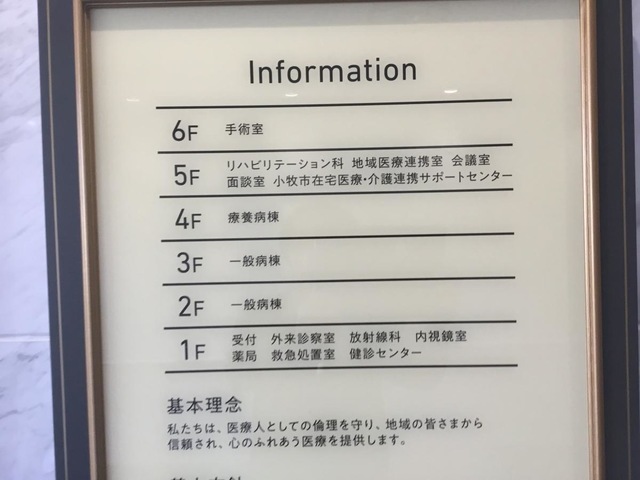 Information
6F 手術室
5F リハビリテーション科 地域医療連携室 会議室
面談室 小牧市在宅医療・介護連携サポートセンター
4F 療養病棟
3F 一般病棟
2F 一般病棟
1F 受付 外来診察室 放射線科 内視鏡室
薬局 救急処置室 健診センター
基本理念
私たちは、医療人としての倫理を守り、地域の皆さまから
信頼され、心のふれあう医療を提供します。